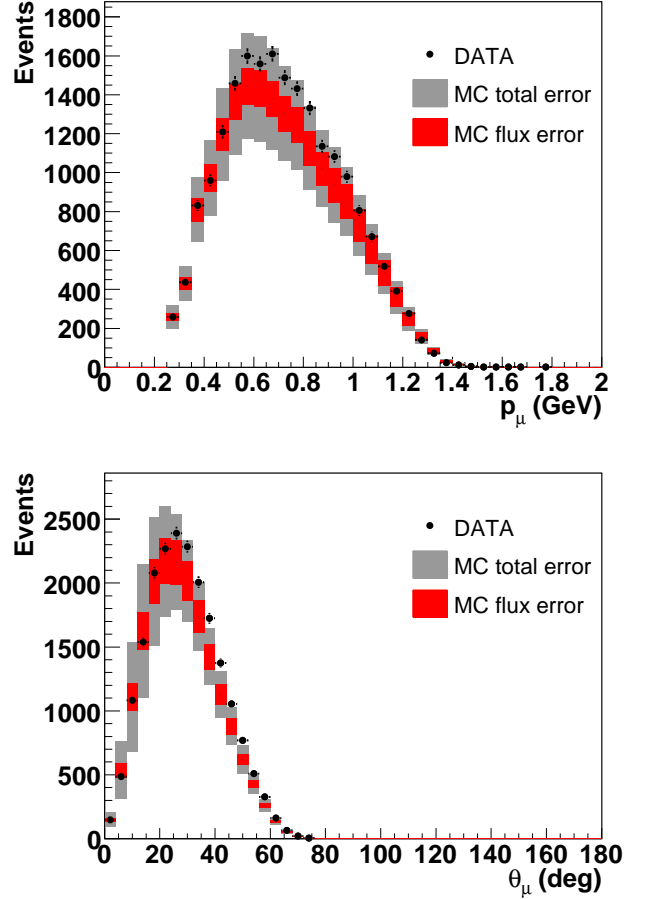 Events
1800
1600
1400
1200
1000
800
600
400
200
0
DATA
MC total error
MC flux error
0 0.2 0.4 0.6 0.8 1 1.2 1.4 1.6 1.8 2
p_μ (GeV)
Events
2500
2000
1500
1000
500
0
DATA
MC total error
MC flux error
0 20 40 60 80 100 120 140 160 180
θ_μ (deg)